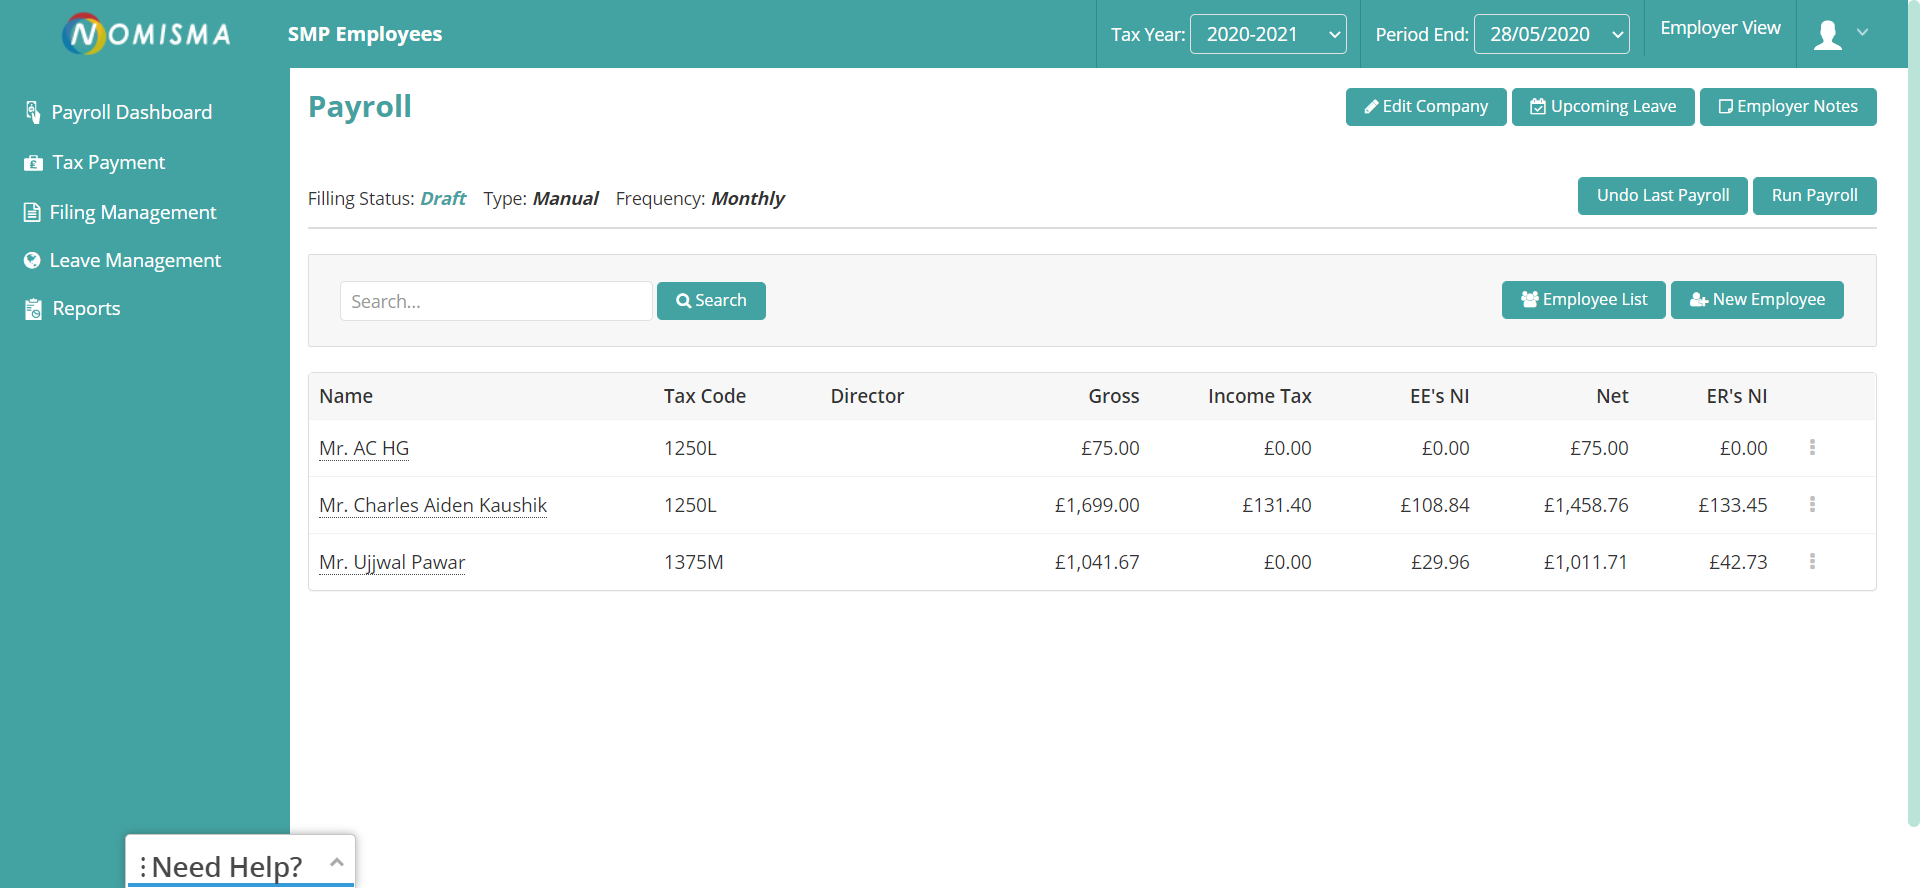 NOMISMA
SMP Employees
Tax Year: 2020-2021
Period End: 28/05/2020
Employer View
Payroll Dashboard
Tax Payment
Filing Management
Leave Management
Reports
Payroll
Edit Company
Upcoming Leave
Employer Notes
Filling Status: Draft Type: Manual Frequency: Monthly
Undo Last Payroll
Run Payroll
Search...
Search
Employee List
New Employee
Name Tax Code Director Gross Income Tax EE's NI Net ER's NI
Mr. AC HG 1250L £75.00 £0.00 £0.00 £75.00 £0.00
Mr. Charles Aiden Kaushik 1250L £1,699.00 £131.40 £108.84 £1,458.76 £133.45
Mr. Ujjwal Pawar 1375M £1,041.67 £0.00 £29.96 £1,011.71 £42.73
Need Help?